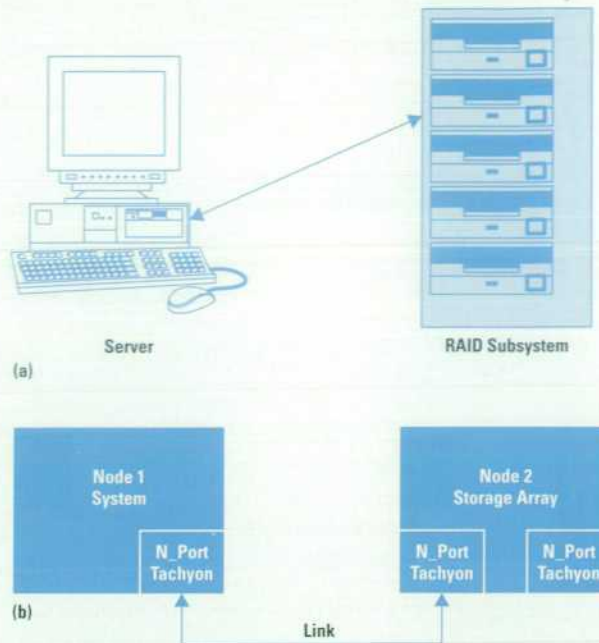 Server
RAID Subsystem
(a)
Node 1
System
N_Port
Tachyon
Node 2
Storage Array
N_Port
Tachyon
N_Port
Tachyon
(b)
Link